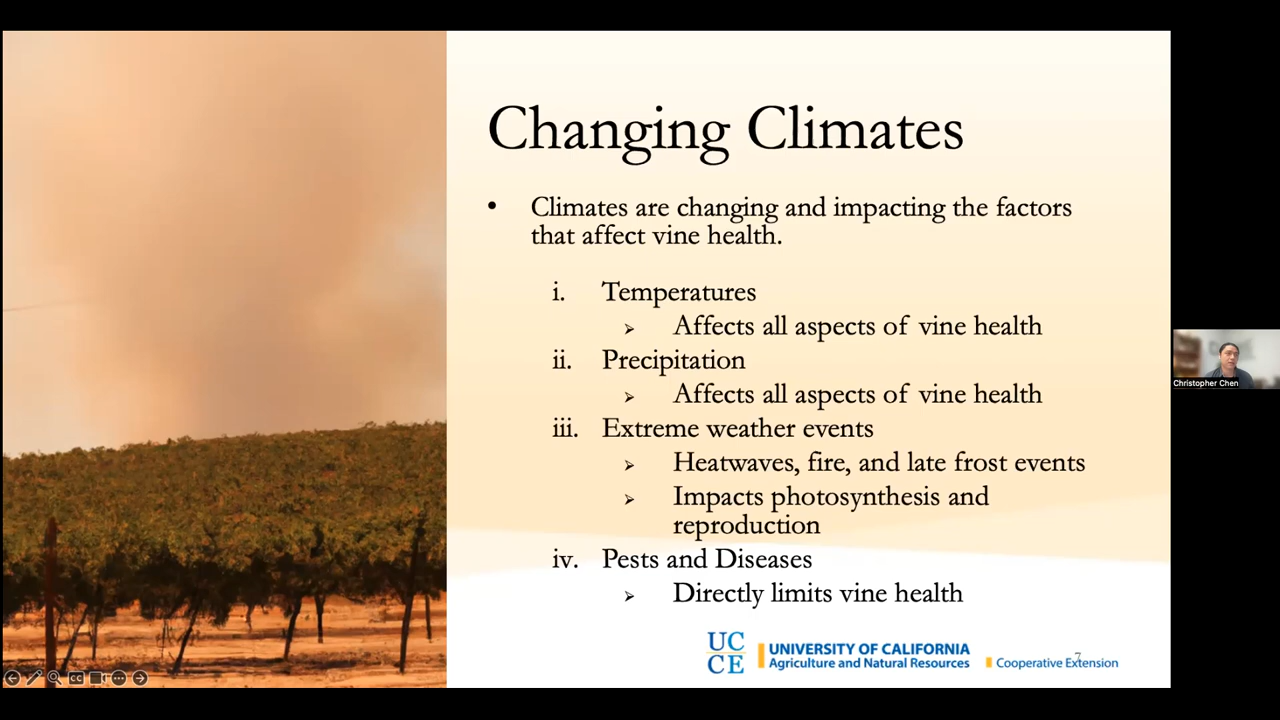 Changing Climates
• Climates are changing and impacting the factors
that affect vine health.
i. Temperatures
➢ Affects all aspects of vine health
ii. Precipitation
➢ Affects all aspects of vine health
iii. Extreme weather events
➢ Heatwaves, fire, and late frost events
➢ Impacts photosynthesis and
reproduction
iv. Pests and Diseases
➢ Directly limits vine health
Christopher Chen
UC
CE
UNIVERSITY OF CALIFORNIA
Agriculture and Natural Resources
Cooperative Extension
7
CC